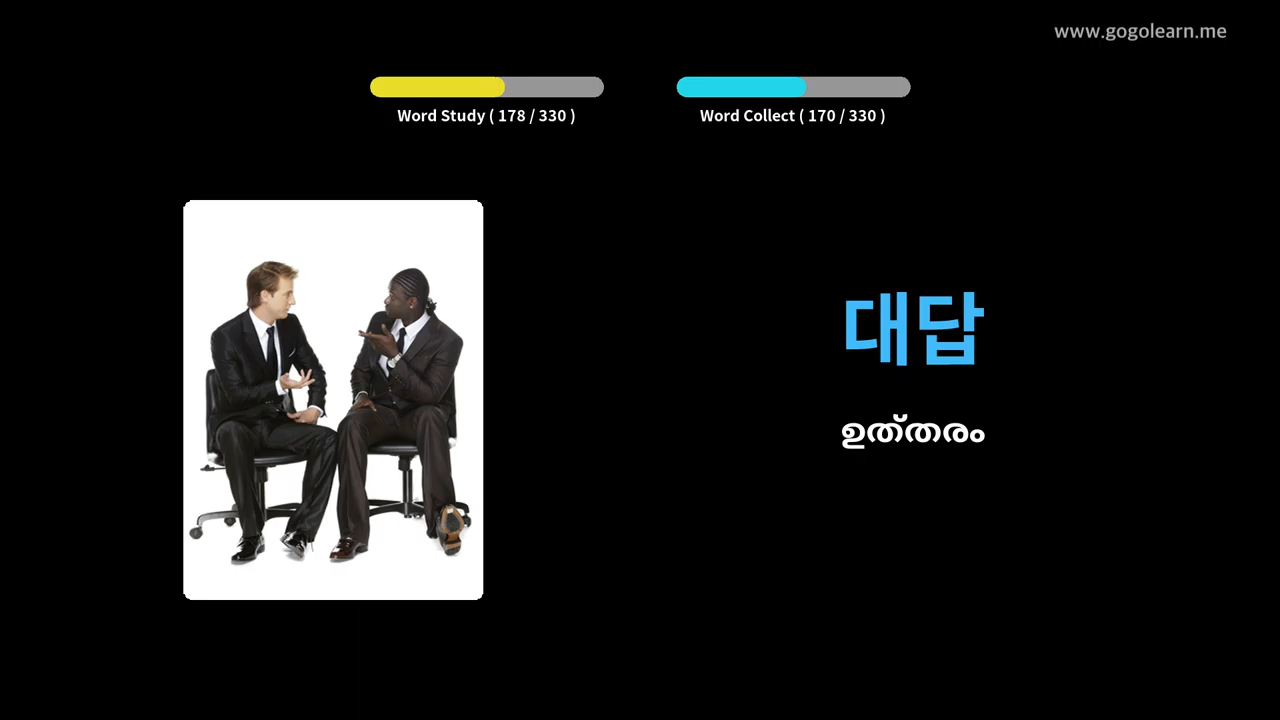 www.gogolearn.me
Word Study ( 178 / 330 )
Word Collect ( 170 / 330 )
대답
ഉത്തരം